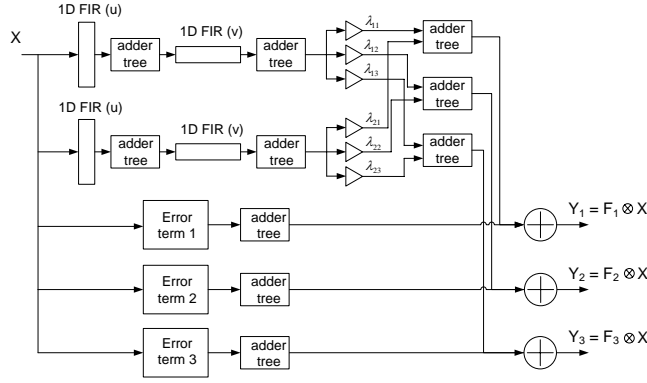 1D FIR (u)
X
adder
tree
1D FIR (v)
adder
tree
λ11
λ12
λ13
adder
tree
adder
tree
adder
tree
1D FIR (u)
adder
tree
1D FIR (v)
adder
tree
λ21
λ22
λ23
Error
term 1
adder
tree
Y1 = F1 ⊗ X
Error
term 2
adder
tree
Y2 = F2 ⊗ X
Error
term 3
adder
tree
Y3 = F3 ⊗ X